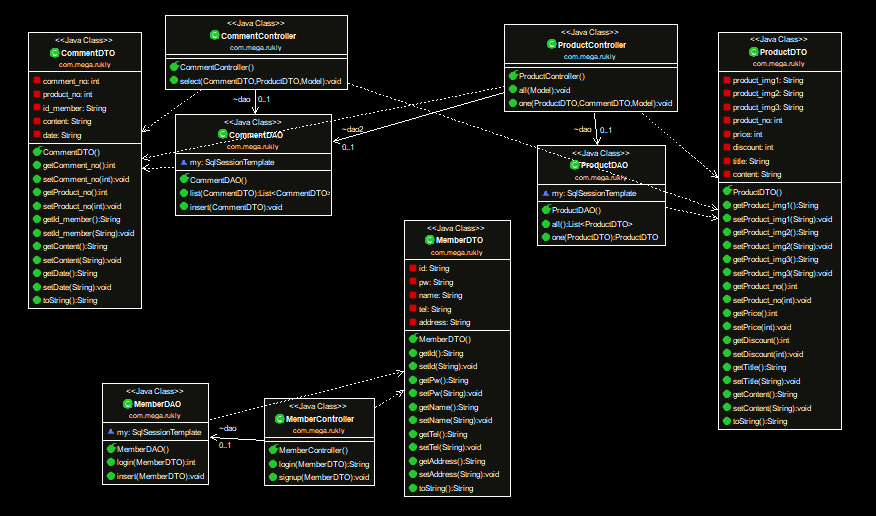 <<Java Class>>
CommentDTO
com.mega.rukly
comment_no: int
product_no: int
id_member: String
content: String
date: String
CommentDTO()
getComment_no():int
setComment_no(int):void
getProduct_no():int
setProduct_no(int):void
getId_member():String
setId_member(String):void
getContent():String
setContent(String):void
getDate():String
setDate(String):void
toString():String
<<Java Class>>
CommentController
com.mega.rukly
CommentController()
select(CommentDTO,ProductDTO,Model):void
~dao
0..1
<<Java Class>>
CommentDAO
com.mega.rukly
my: SqlSessionTemplate
CommentDAO()
list(CommentDTO):List<CommentDTO>
insert(CommentDTO):void
<<Java Class>>
ProductController
com.mega.rukly
ProductController()
all(Model):void
one(ProductDTO,CommentDTO,Model):void
~dao2
0..1
~dao
0..1
<<Java Class>>
ProductDAO
com.mega.rukly
my: SqlSessionTemplate
ProductDAO()
all():List<ProductDTO>
one(ProductDTO):ProductDTO
<<Java Class>>
ProductDTO
com.mega.rukly
product_img1: String
product_img2: String
product_img3: String
product_no: int
price: int
discount: int
title: String
content: String
ProductDTO()
getProduct_img1():String
setProduct_img1(String):void
getProduct_img2():String
setProduct_img2(String):void
getProduct_img3():String
setProduct_img3(String):void
getProduct_no():int
setProduct_no(int):void
getPrice():int
setPrice(int):void
getDiscount():int
setDiscount(int):void
getTitle():String
setTitle(String):void
getContent():String
setContent(String):void
toString():String
<<Java Class>>
MemberDTO
com.mega.rukly
id: String
pw: String
name: String
tel: String
address: String
MemberDTO()
getId():String
setId(String):void
getPw():String
setPw(String):void
getName():String
setName(String):void
getTel():String
setTel(String):void
getAddress():String
setAddress(String):void
toString():String
<<Java Class>>
MemberDAO
com.mega.rukly
my: SqlSessionTemplate
MemberDAO()
login(MemberDTO):int
insert(MemberDTO):void
~dao
0..1
<<Java Class>>
MemberController
com.mega.rukly
MemberController()
login(MemberDTO):String
signup(MemberDTO):void